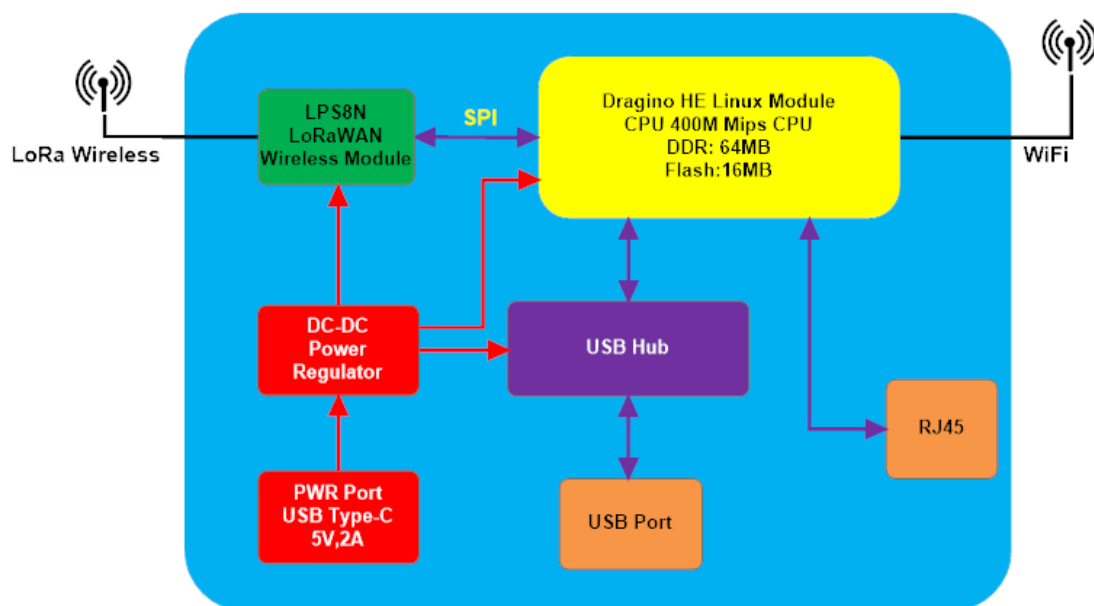 LoRa Wireless
LPS8N
LoRaWAN
Wireless Module
SPI
Dragino HE Linux Module
CPU 400M Mips CPU
DDR: 64MB
Flash:16MB
WiFi
DC-DC
Power
Regulator
USB Hub
RJ45
PWR Port
USB Type-C
5V,2A
USB Port